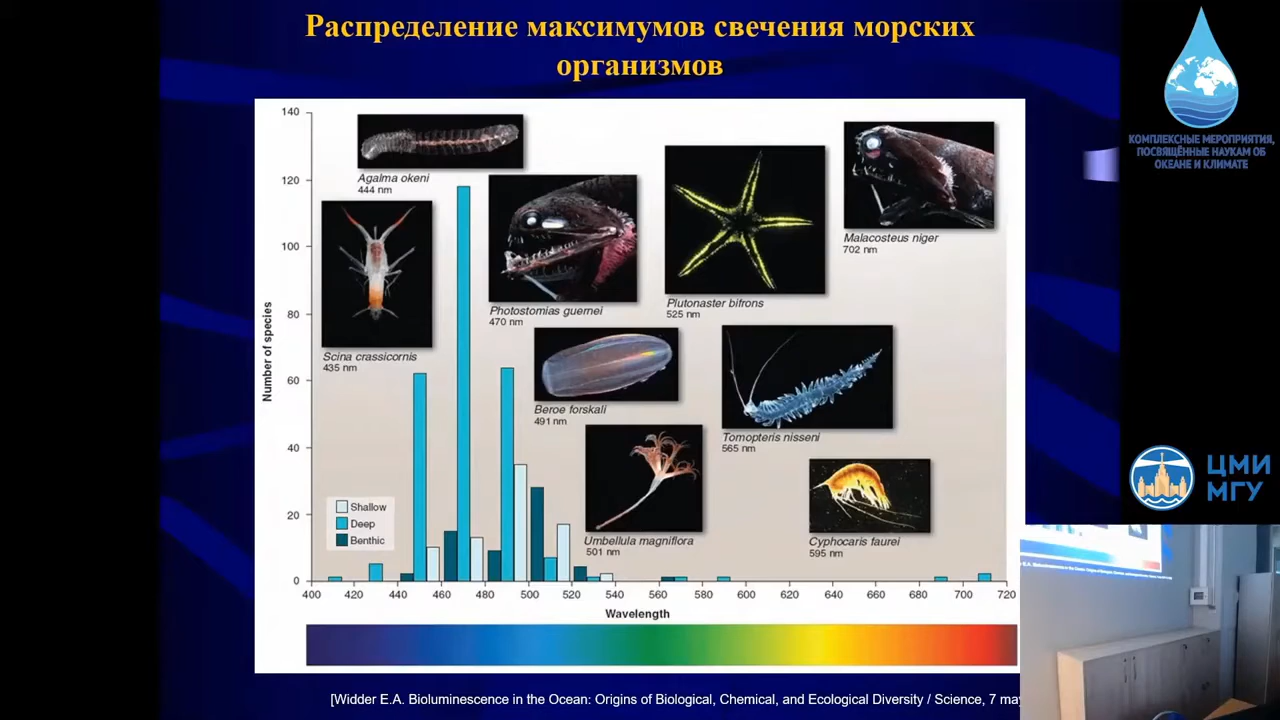 Распределение максимумов свечения морских
организмов
КОМПЛЕКСНЫЕ МЕРОПРИЯТИЯ,
ПОСВЯЩЁННЫЕ НАУКАМ ОБ
ОКЕАНЕ И КЛИМАТЕ
140
120
100
80
60
40
20
0
Number of species
Agalma okeni
444 nm
Scina crassicornis
435 nm
Photostomias guernei
470 nm
Plutonaster bifrons
525 nm
Malacosteus niger
702 nm
Beroe forskali
491 nm
Tomopteris nisseni
565 nm
Umbellula magniflora
501 nm
Cyphocaris faurei
595 nm
Shallow
Deep
Benthic
400 420 440 460 480 500 520 540 560 580 600 620 640 660 680 700 720
Wavelength
[Widder E.A. Bioluminescence in the Ocean: Origins of Biological, Chemical, and Ecological Diversity / Science, 7 may
ЦМИ
МГУ